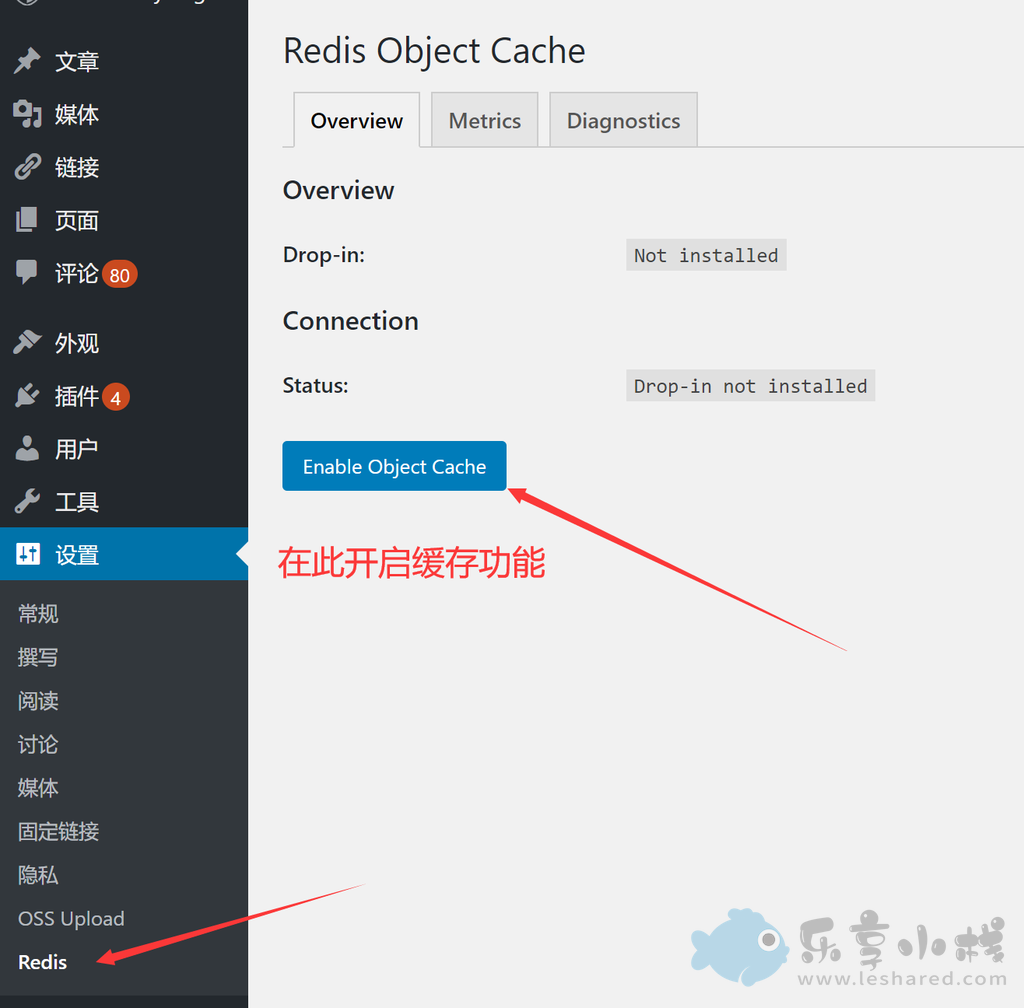 文章
媒体
链接
页面
评论 80
外观
插件 4
用户
工具
设置
常规
撰写
阅读
讨论
媒体
固定链接
隐私
OSS Upload
Redis
Redis Object Cache
Overview Metrics Diagnostics
Overview
Drop-in: Not installed
Connection
Status: Drop-in not installed
Enable Object Cache
在此开启缓存功能
乐享小栈
www.leshared.com